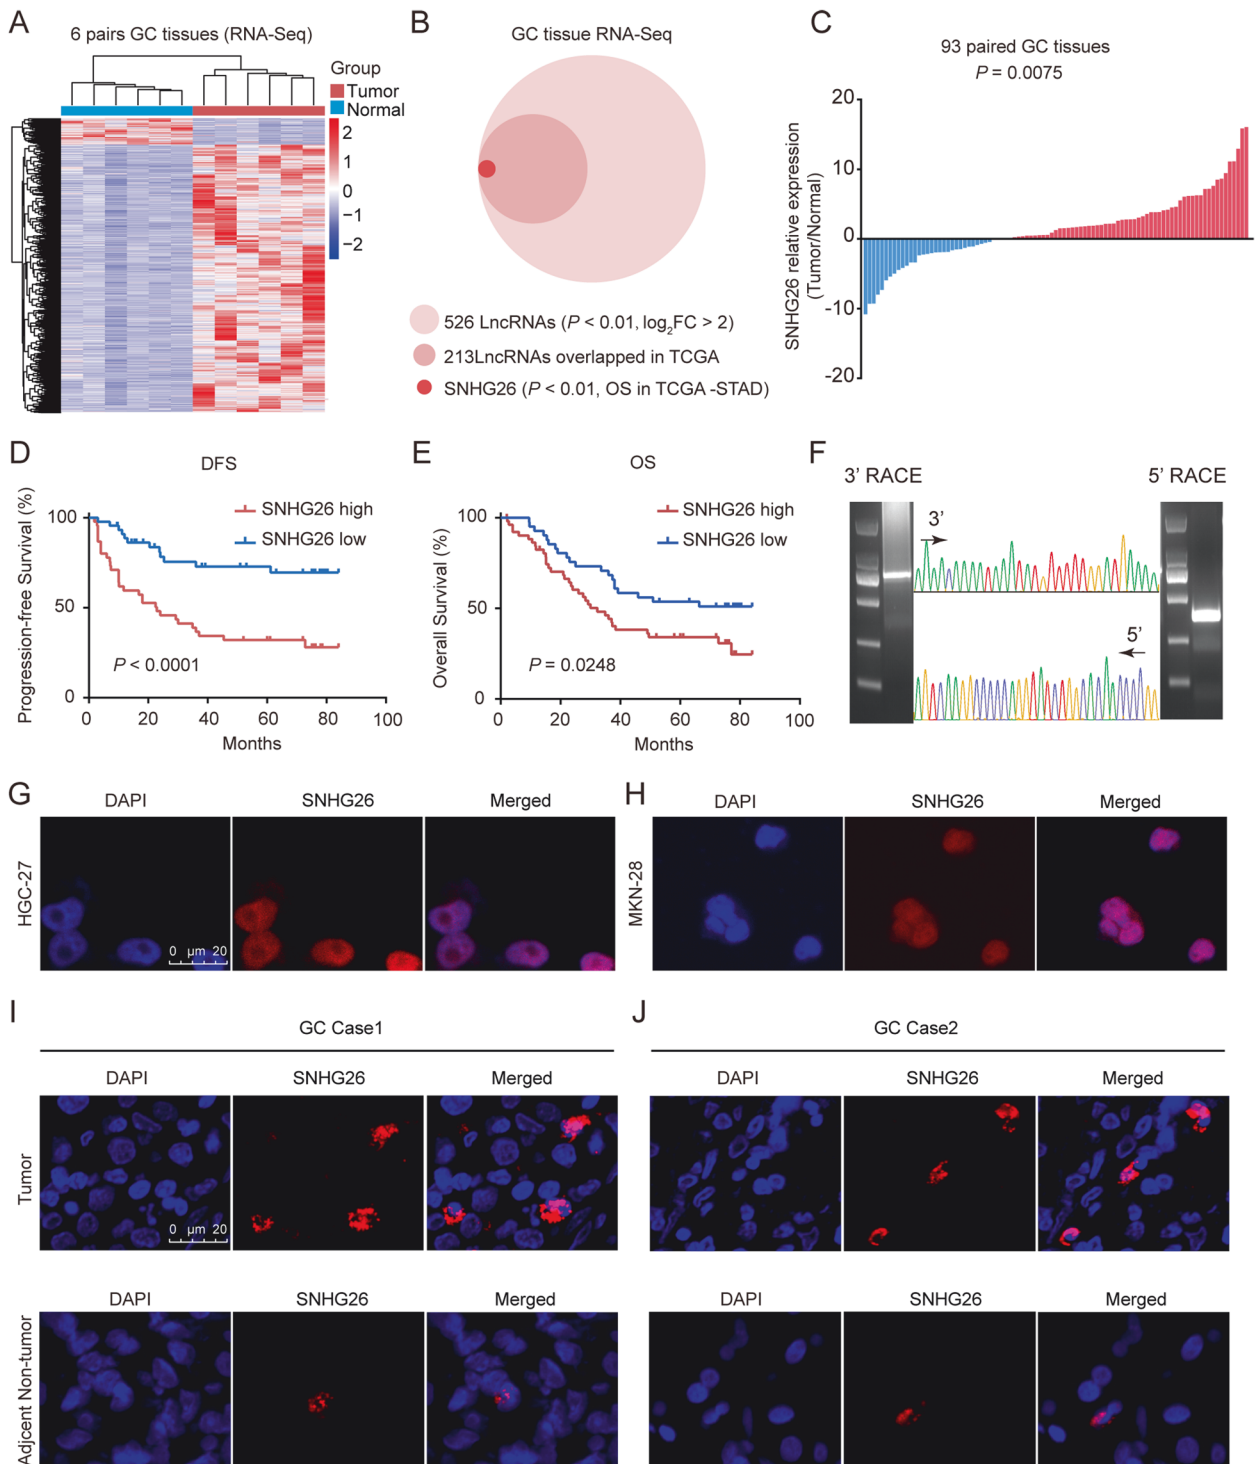 A
6 pairs GC tissues (RNA-Seq)
Group
Tumor
Normal
2
1
0
−1
−2
B
GC tissue RNA-Seq
526 LncRNAs (P < 0.01, log2FC > 2)
213LncRNAs overlapped in TCGA
SNHG26 (P < 0.01, OS in TCGA -STAD)
C
93 paired GC tissues
P = 0.0075
SNHG26 relative expression
(Tumor/Normal)
20
10
0
-10
-20
D
DFS
Progression-free Survival (%)
SNHG26 high
SNHG26 low
100
50
0
P < 0.0001
0 20 40 60 80 100
Months
E
OS
Overall Survival (%)
SNHG26 high
SNHG26 low
100
50
0
P = 0.0248
0 20 40 60 80 100
Months
F
3’ RACE
5’ RACE
3’
5’
G
DAPI SNHG26 Merged
HGC-27
0 μm 20
H
DAPI SNHG26 Merged
MKN-28
I
GC Case1
DAPI SNHG26 Merged
Tumor
0 μm 20
DAPI SNHG26 Merged
Adjcent Non-tumor
J
GC Case2
DAPI SNHG26 Merged
DAPI SNHG26 Merged